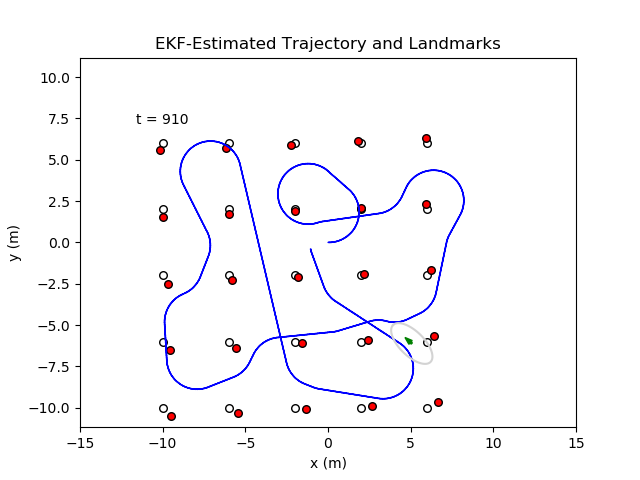 EKF-Estimated Trajectory and Landmarks
10.0
7.5
5.0
2.5
0.0
−2.5
−5.0
−7.5
−10.0
y (m)
t = 910
−15 −10 −5 0 5 10 15
x (m)